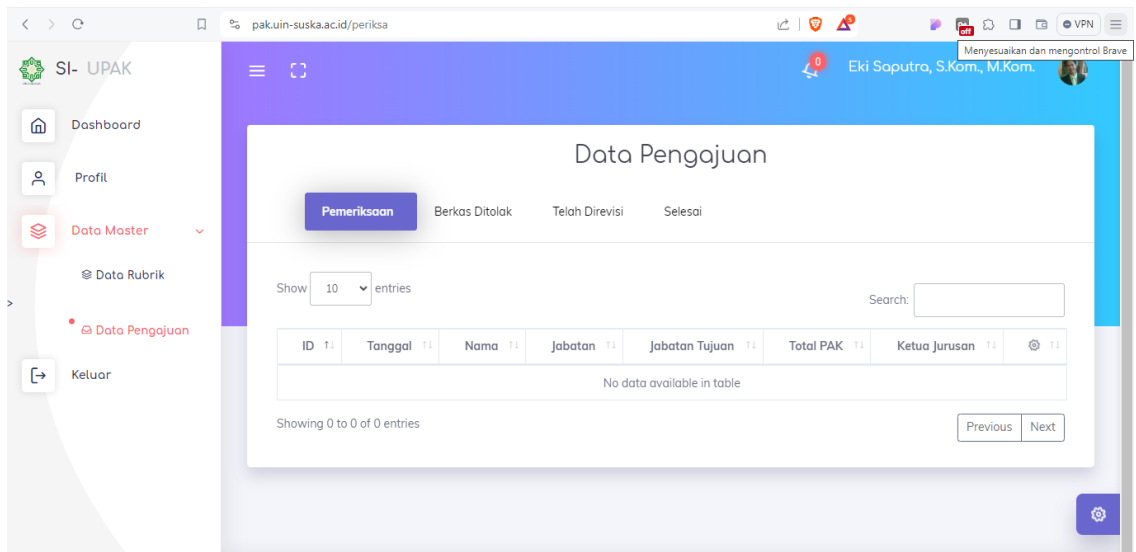 pak.uin-suska.ac.id/periksa
VPN
off
Menyesuaikan dan mengontrol Brave
SI- UPAK
0
Eki Saputra, S.Kom., M.Kom.
Dashboard
Profil
Data Master
Data Rubrik
Data Pengajuan
Keluar
Data Pengajuan
Pemeriksaan Berkas Ditolak Telah Direvisi Selesai
Show 10 entries
Search:
ID Tanggal Nama Jabatan Jabatan Tujuan Total PAK Ketua Jurusan
No data available in table
Showing 0 to 0 of 0 entries
Previous Next